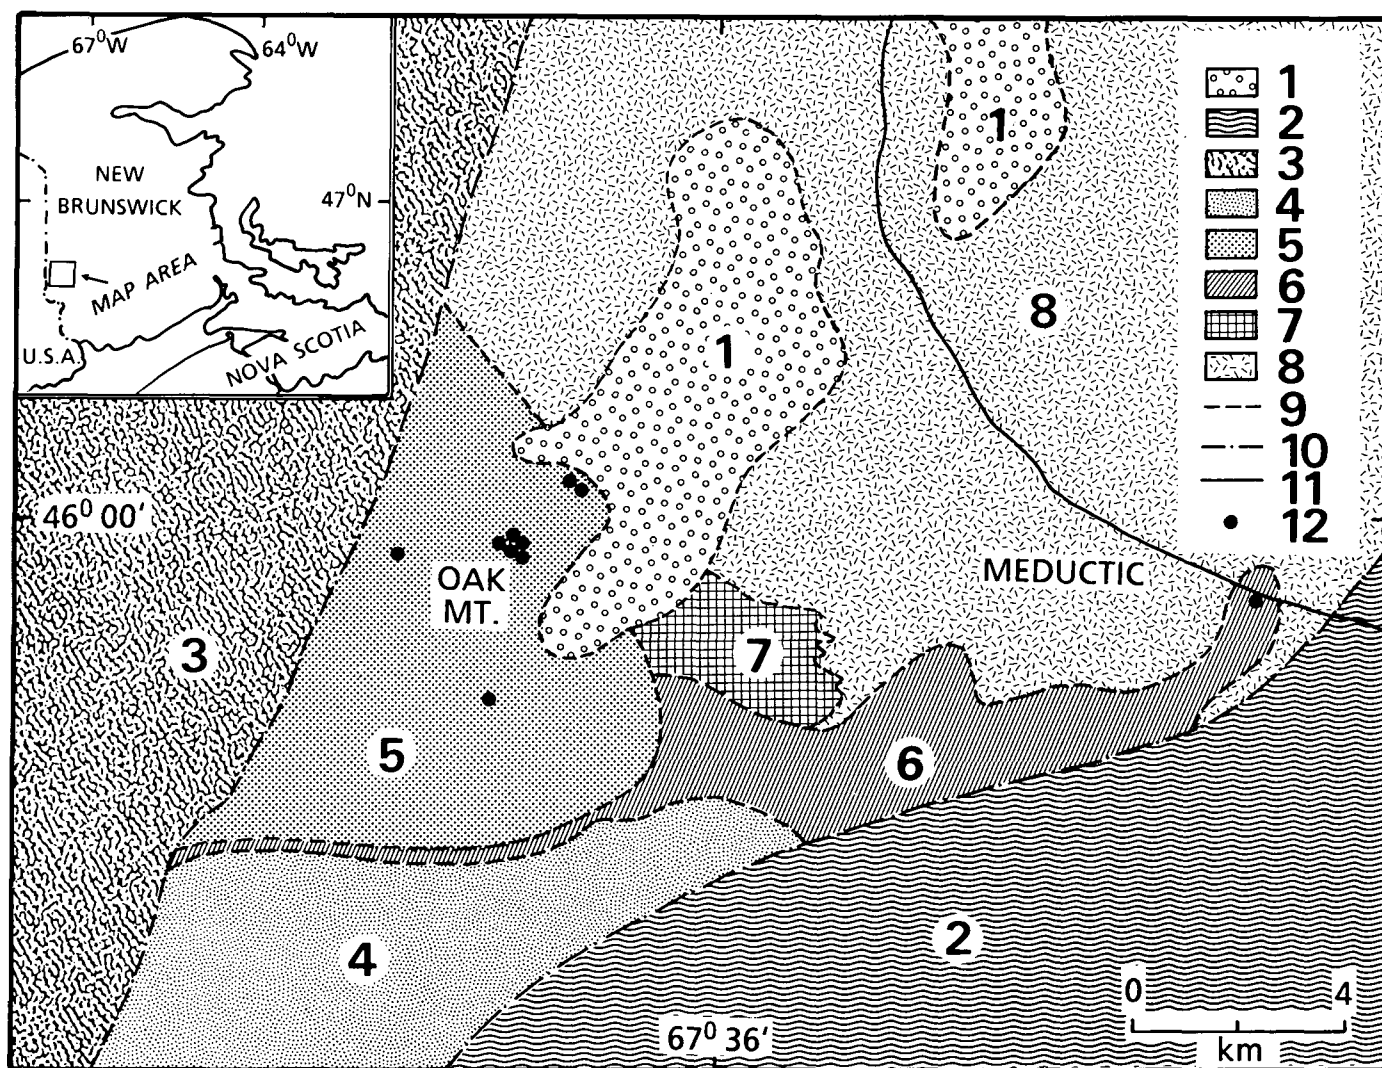 67⁰W
64⁰W
NEW
BRUNSWICK
47⁰N
MAP AREA
U.S.A.
NOVA SCOTIA
1
1
8
46⁰ 00'
OAK
MT.
MEDUCTIC
3
7
5
6
4
2
67⁰ 36'
0 4
km
1
2
3
4
5
6
7
8
9
10
11
12